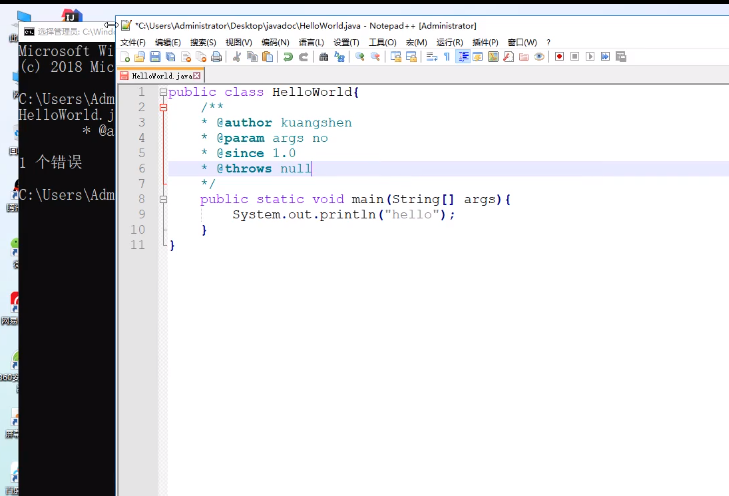 *C:\Users\Administrator\Desktop\javadoc\HelloWorld.java - Notepad++ [Administrator]
文件(F) 编辑(E) 搜索(S) 视图(V) 编码(N) 语言(L) 设置(T) 工具(O) 宏(M) 运行(R) 插件(P) 窗口(W) ?
HelloWorld.java
1 public class HelloWorld{
2 /**
3 * @author kuangshen
4 * @param args no
5 * @since 1.0
6 * @throws null
7 */
8 public static void main(String[] args){
9 System.out.println("hello");
10 }
11 }
选择管理员: C:\Wind
Microsoft Wi
(c) 2018 Mic
C:\Users\Adm
HelloWorld.j
* @a
1 个错误
C:\Users\Adm